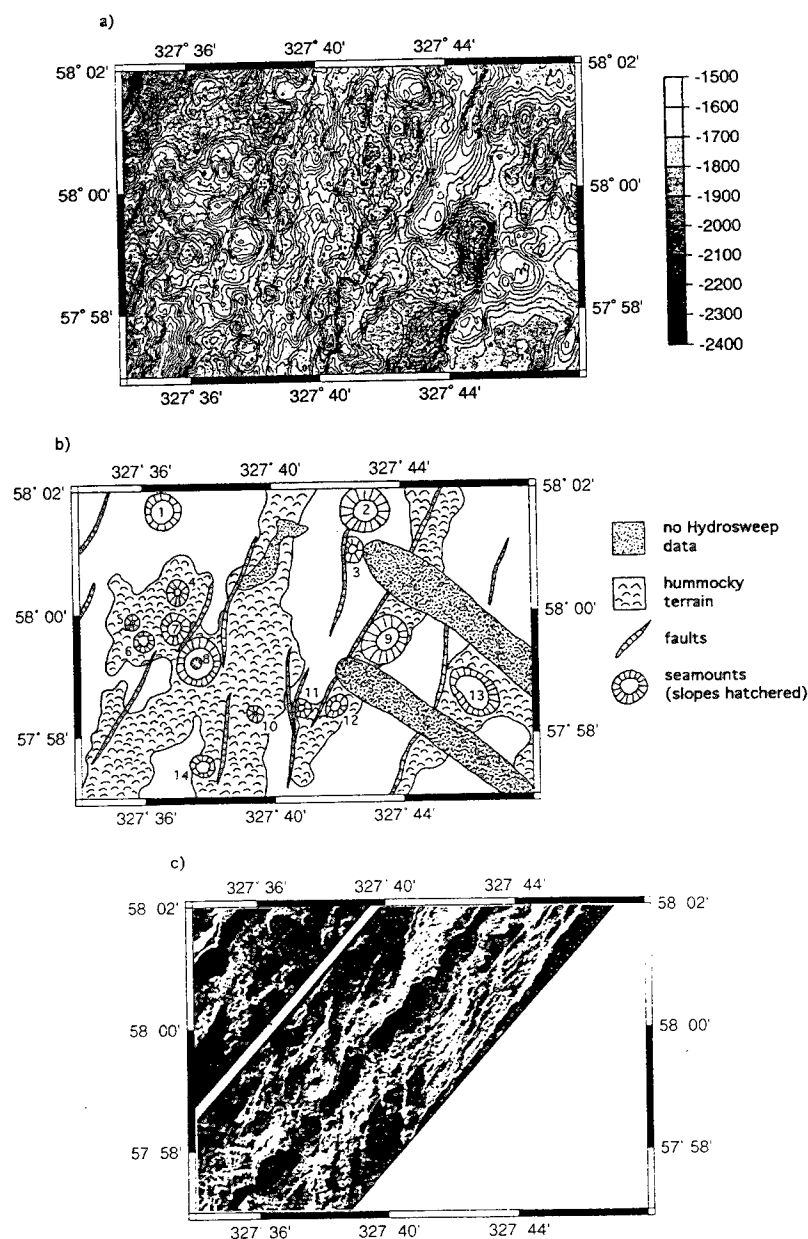 a)
327° 36' 327° 40' 327° 44'
58° 02' 58° 02'
58° 00' 58° 00'
57° 58' 57° 58'
327° 36' 327° 40' 327° 44'
-1500
-1600
-1700
-1800
-1900
-2000
-2100
-2200
-2300
-2400
b)
327° 36' 327° 40' 327° 44'
58° 02' 58° 02'
58° 00' 58° 00'
57° 58' 57° 58'
327° 36' 327° 40' 327° 44'
1
2
3
4
5
6
7
8
9
10
11
12
13
14
no Hydrosweep
data
hummocky
terrain
faults
seamounts
(slopes hatchered)
c)
327° 36' 327° 40' 327° 44'
58 02' 58 02'
58 00' 58 00'
57 58' 57 58'
327° 36' 327° 40' 327° 44'